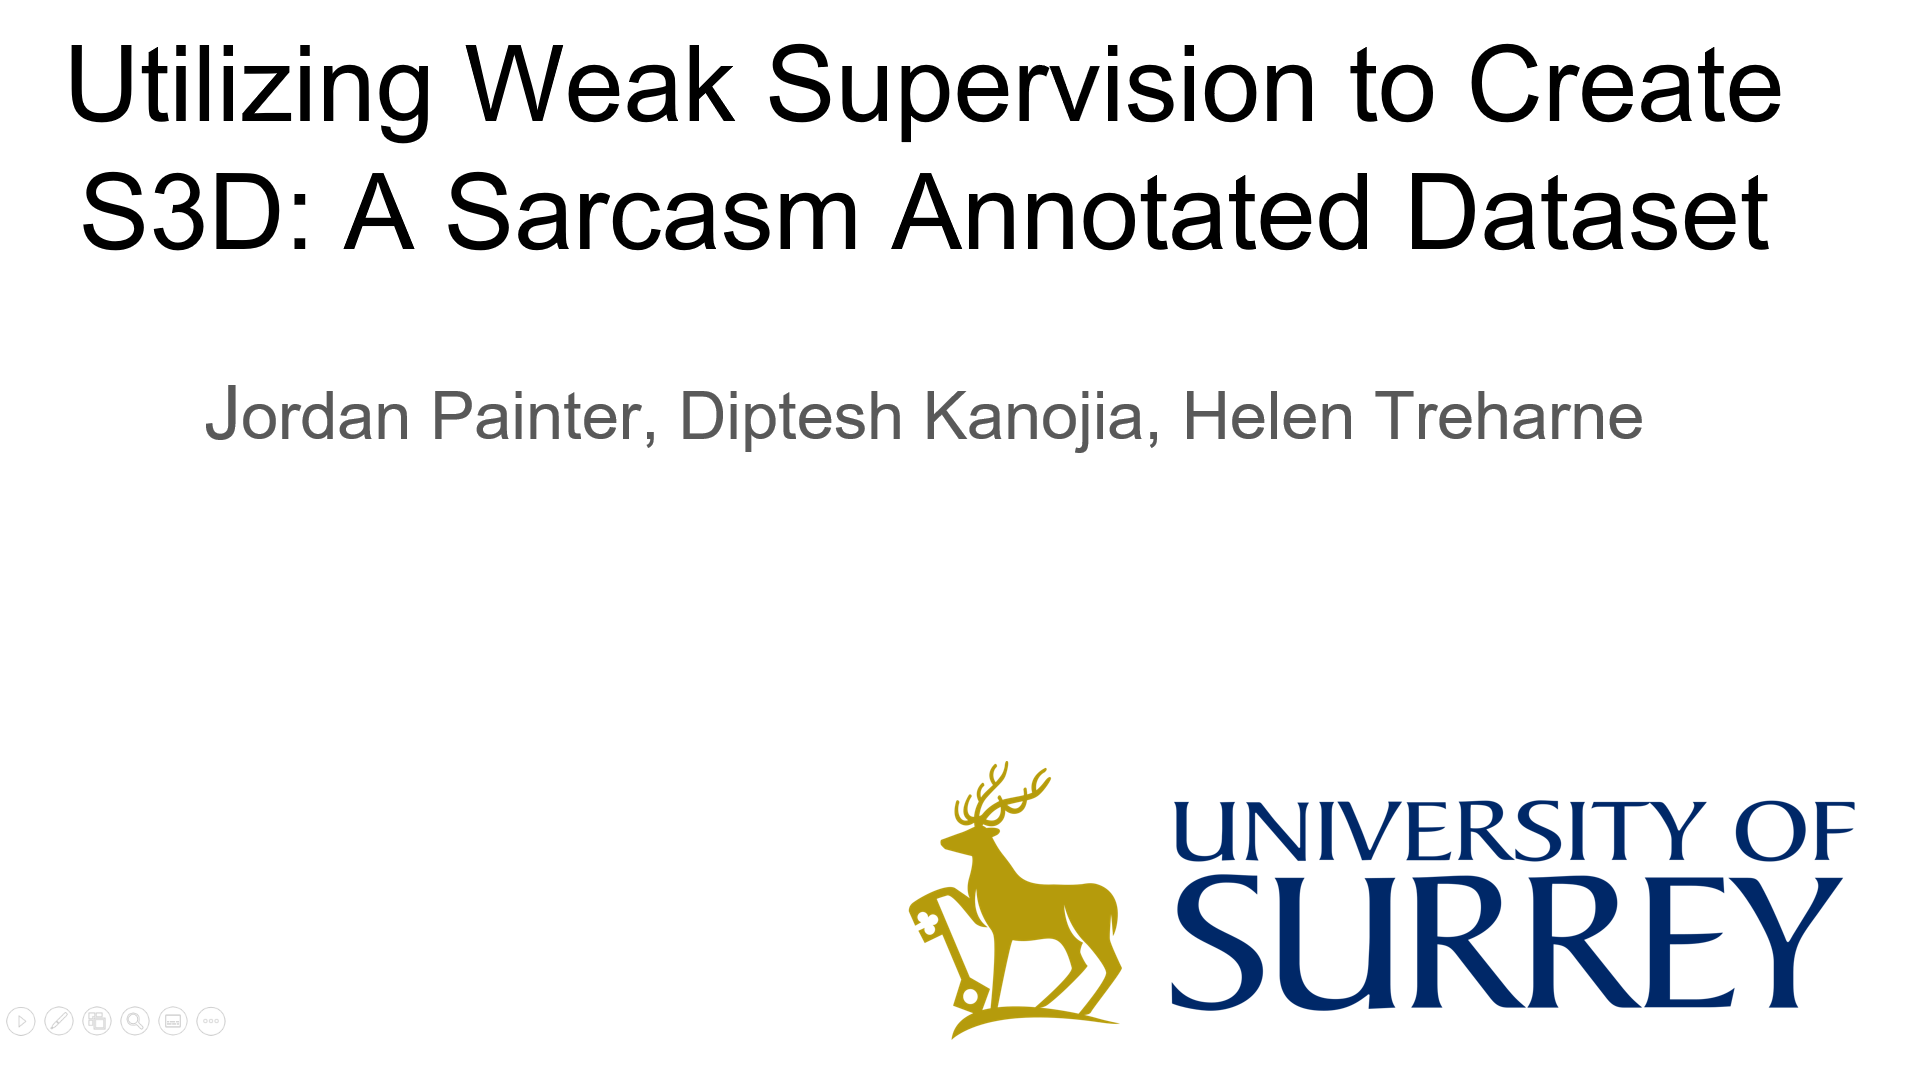 Utilizing Weak Supervision to Create
S3D: A Sarcasm Annotated Dataset
Jordan Painter, Diptesh Kanojia, Helen Treharne
UNIVERSITY OF
SURREY